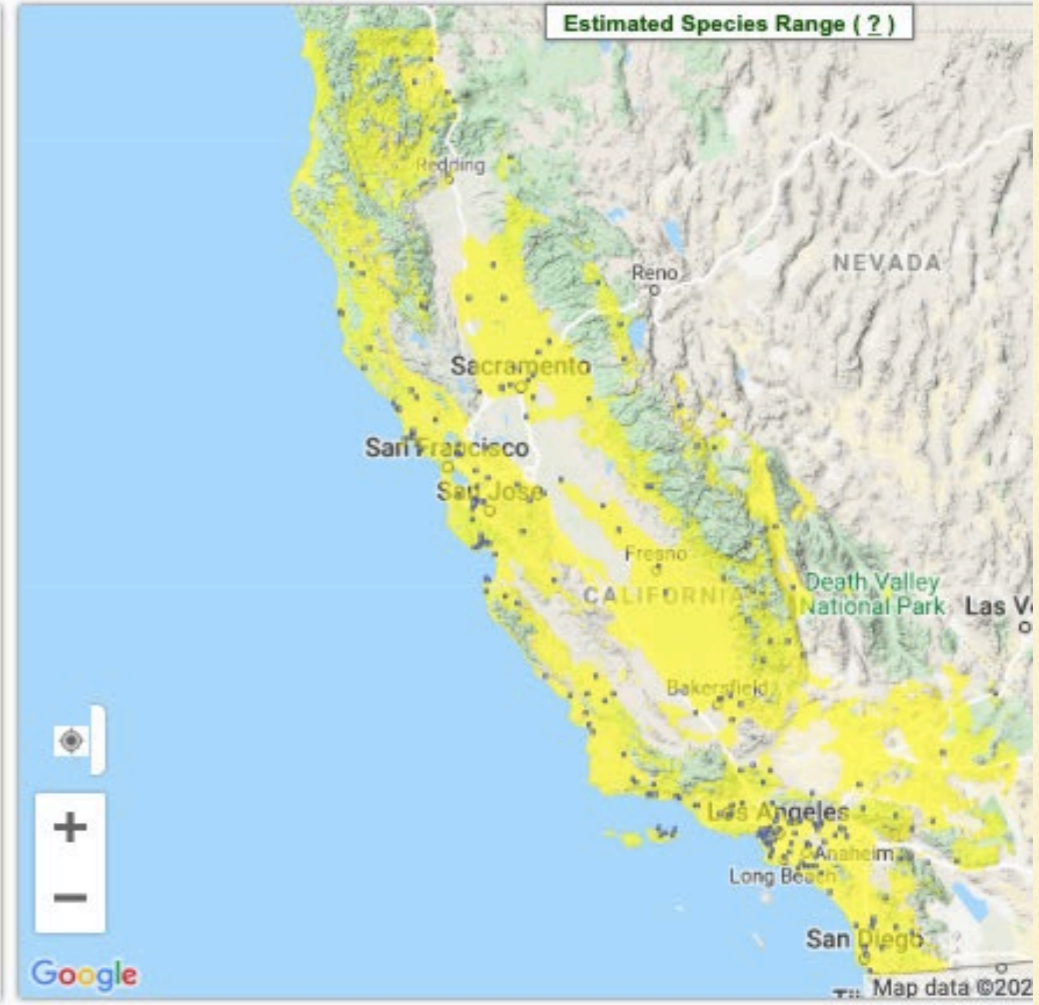 Estimated Species Range ( ? )
Redding
Reno
NEVADA
Sacramento
San Francisco
San Jose
Fresno
CALIFORNIA
Death Valley
National Park
Las V
Bakersfield
Los Angeles
Anaheim
Long Beach
San Diego
+
−
Google
Map data ©202